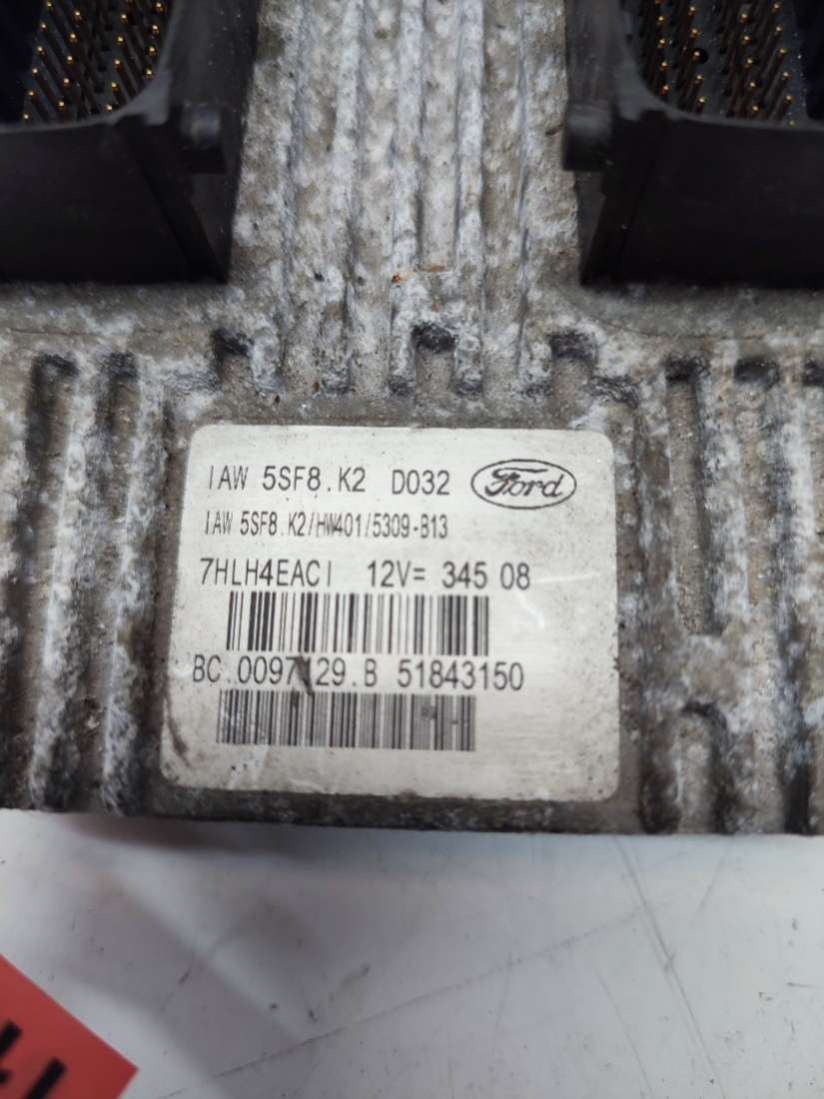 IAW 5SF8.K2 D032 Ford
IAW 5SF8.K2/HW401/5309-B13
7HLH4EACI 12V= 345 08
BC.0097129.B 51843150